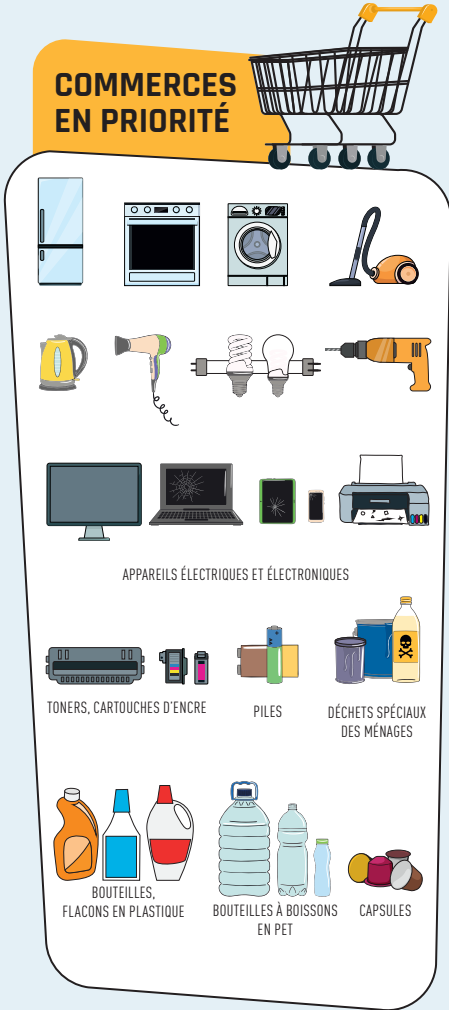 COMMERCES
EN PRIORITÉ
APPAREILS ÉLECTRIQUES ET ÉLECTRONIQUES
TONERS, CARTOUCHES D'ENCRE
PILES
DÉCHETS SPÉCIAUX
DES MÉNAGES
BOUTEILLES,
FLACONS EN PLASTIQUE
BOUTEILLES À BOISSONS
EN PET
CAPSULES